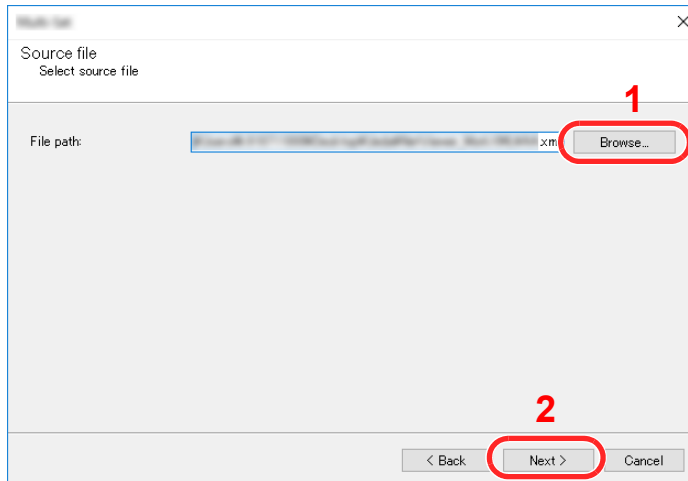 Source file
Select source file
1
File path:
.xm
Browse...
2
< Back
Next >
Cancel